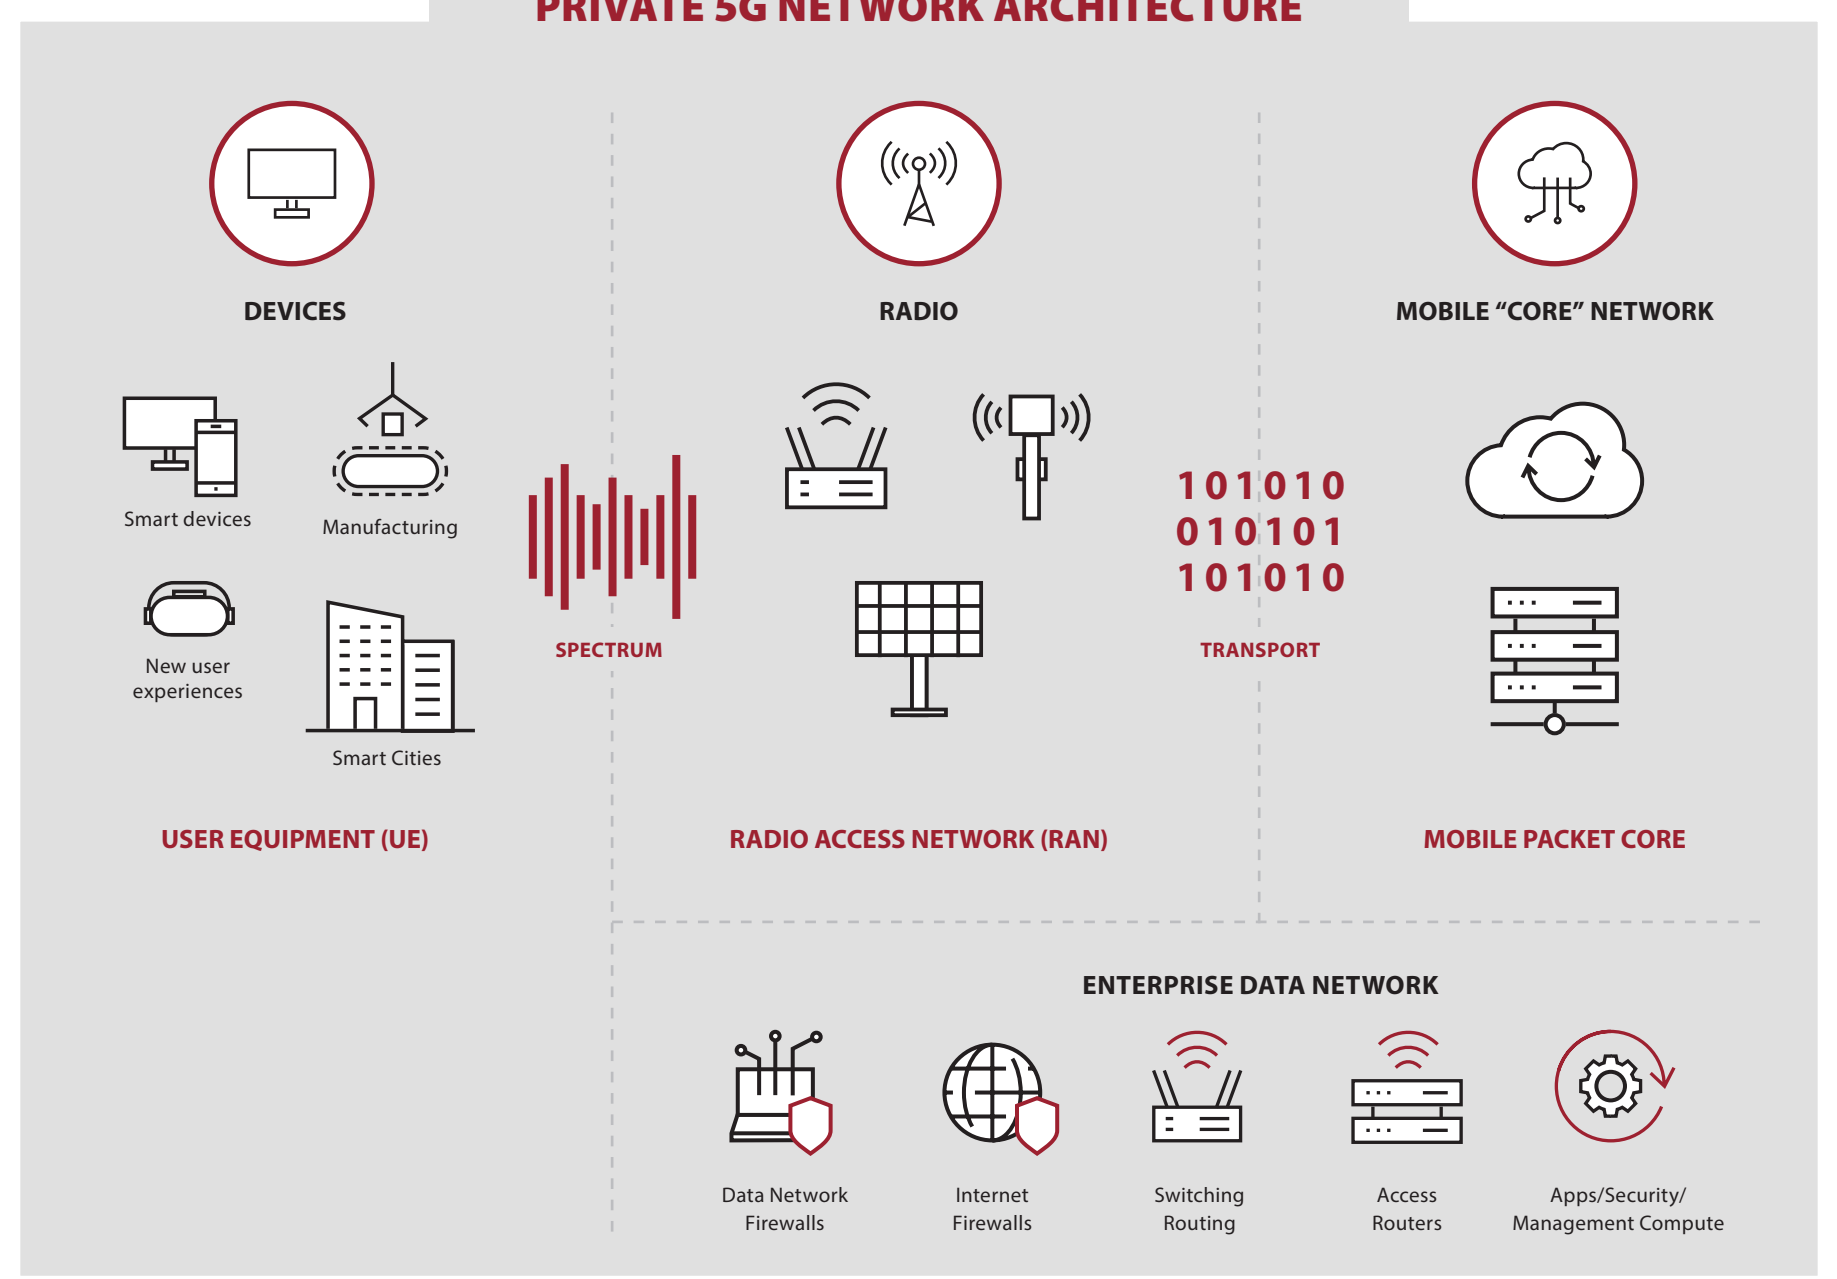 PRIVATE 5G NETWORK ARCHITECTURE
DEVICES
RADIO
MOBILE “CORE” NETWORK
Smart devices
Manufacturing
New user
experiences
Smart Cities
SPECTRUM
101010
010101
101010
TRANSPORT
USER EQUIPMENT (UE)
RADIO ACCESS NETWORK (RAN)
MOBILE PACKET CORE
ENTERPRISE DATA NETWORK
Data Network
Firewalls
Internet
Firewalls
Switching
Routing
Access
Routers
Apps/Security/
Management Compute